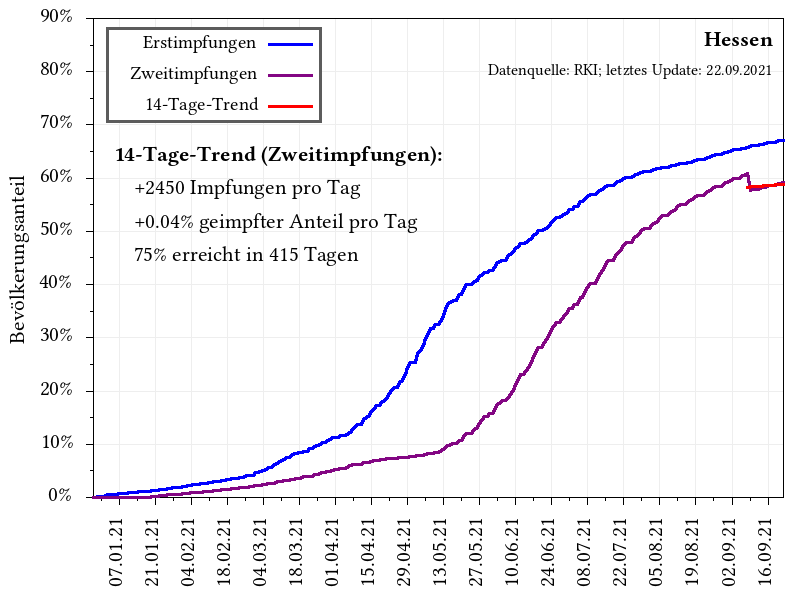 90%
80%
70%
60%
50%
40%
30%
20%
10%
0%
Bevölkerungsanteil
Erstimpfungen
Zweitimpfungen
14-Tage-Trend
Hessen
Datenquelle: RKI; letztes Update: 22.09.2021
14-Tage-Trend (Zweitimpfungen):
+2450 Impfungen pro Tag
+0.04% geimpfter Anteil pro Tag
75% erreicht in 415 Tagen
07.01.21
21.01.21
04.02.21
18.02.21
04.03.21
18.03.21
01.04.21
15.04.21
29.04.21
13.05.21
27.05.21
10.06.21
24.06.21
08.07.21
22.07.21
05.08.21
19.08.21
02.09.21
16.09.21